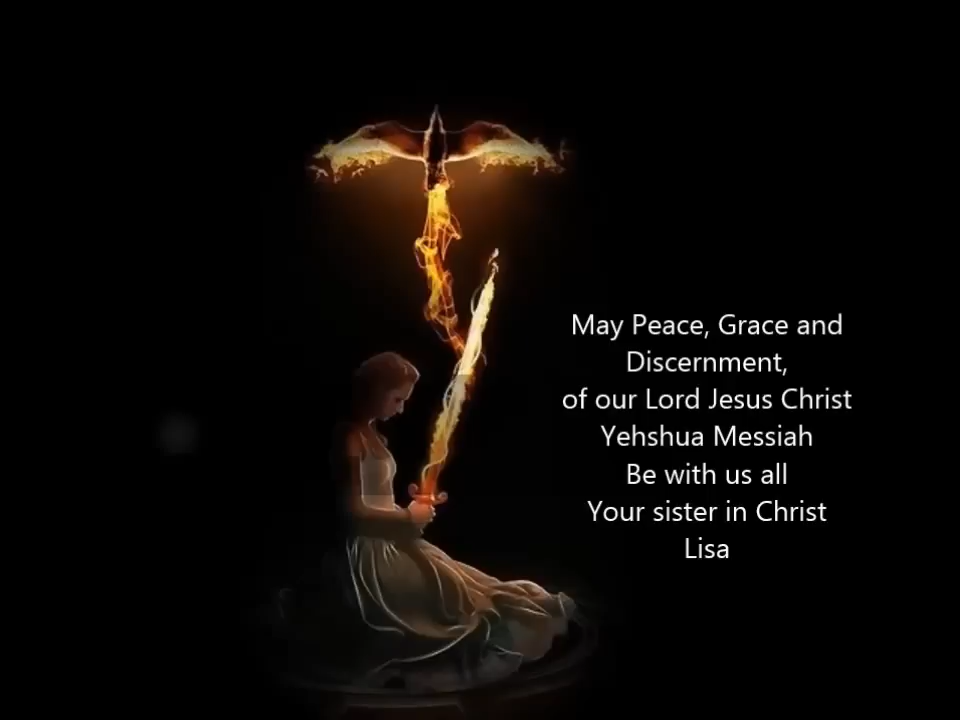 May Peace, Grace and
Discernment,
of our Lord Jesus Christ
Yehshua Messiah
Be with us all
Your sister in Christ
Lisa